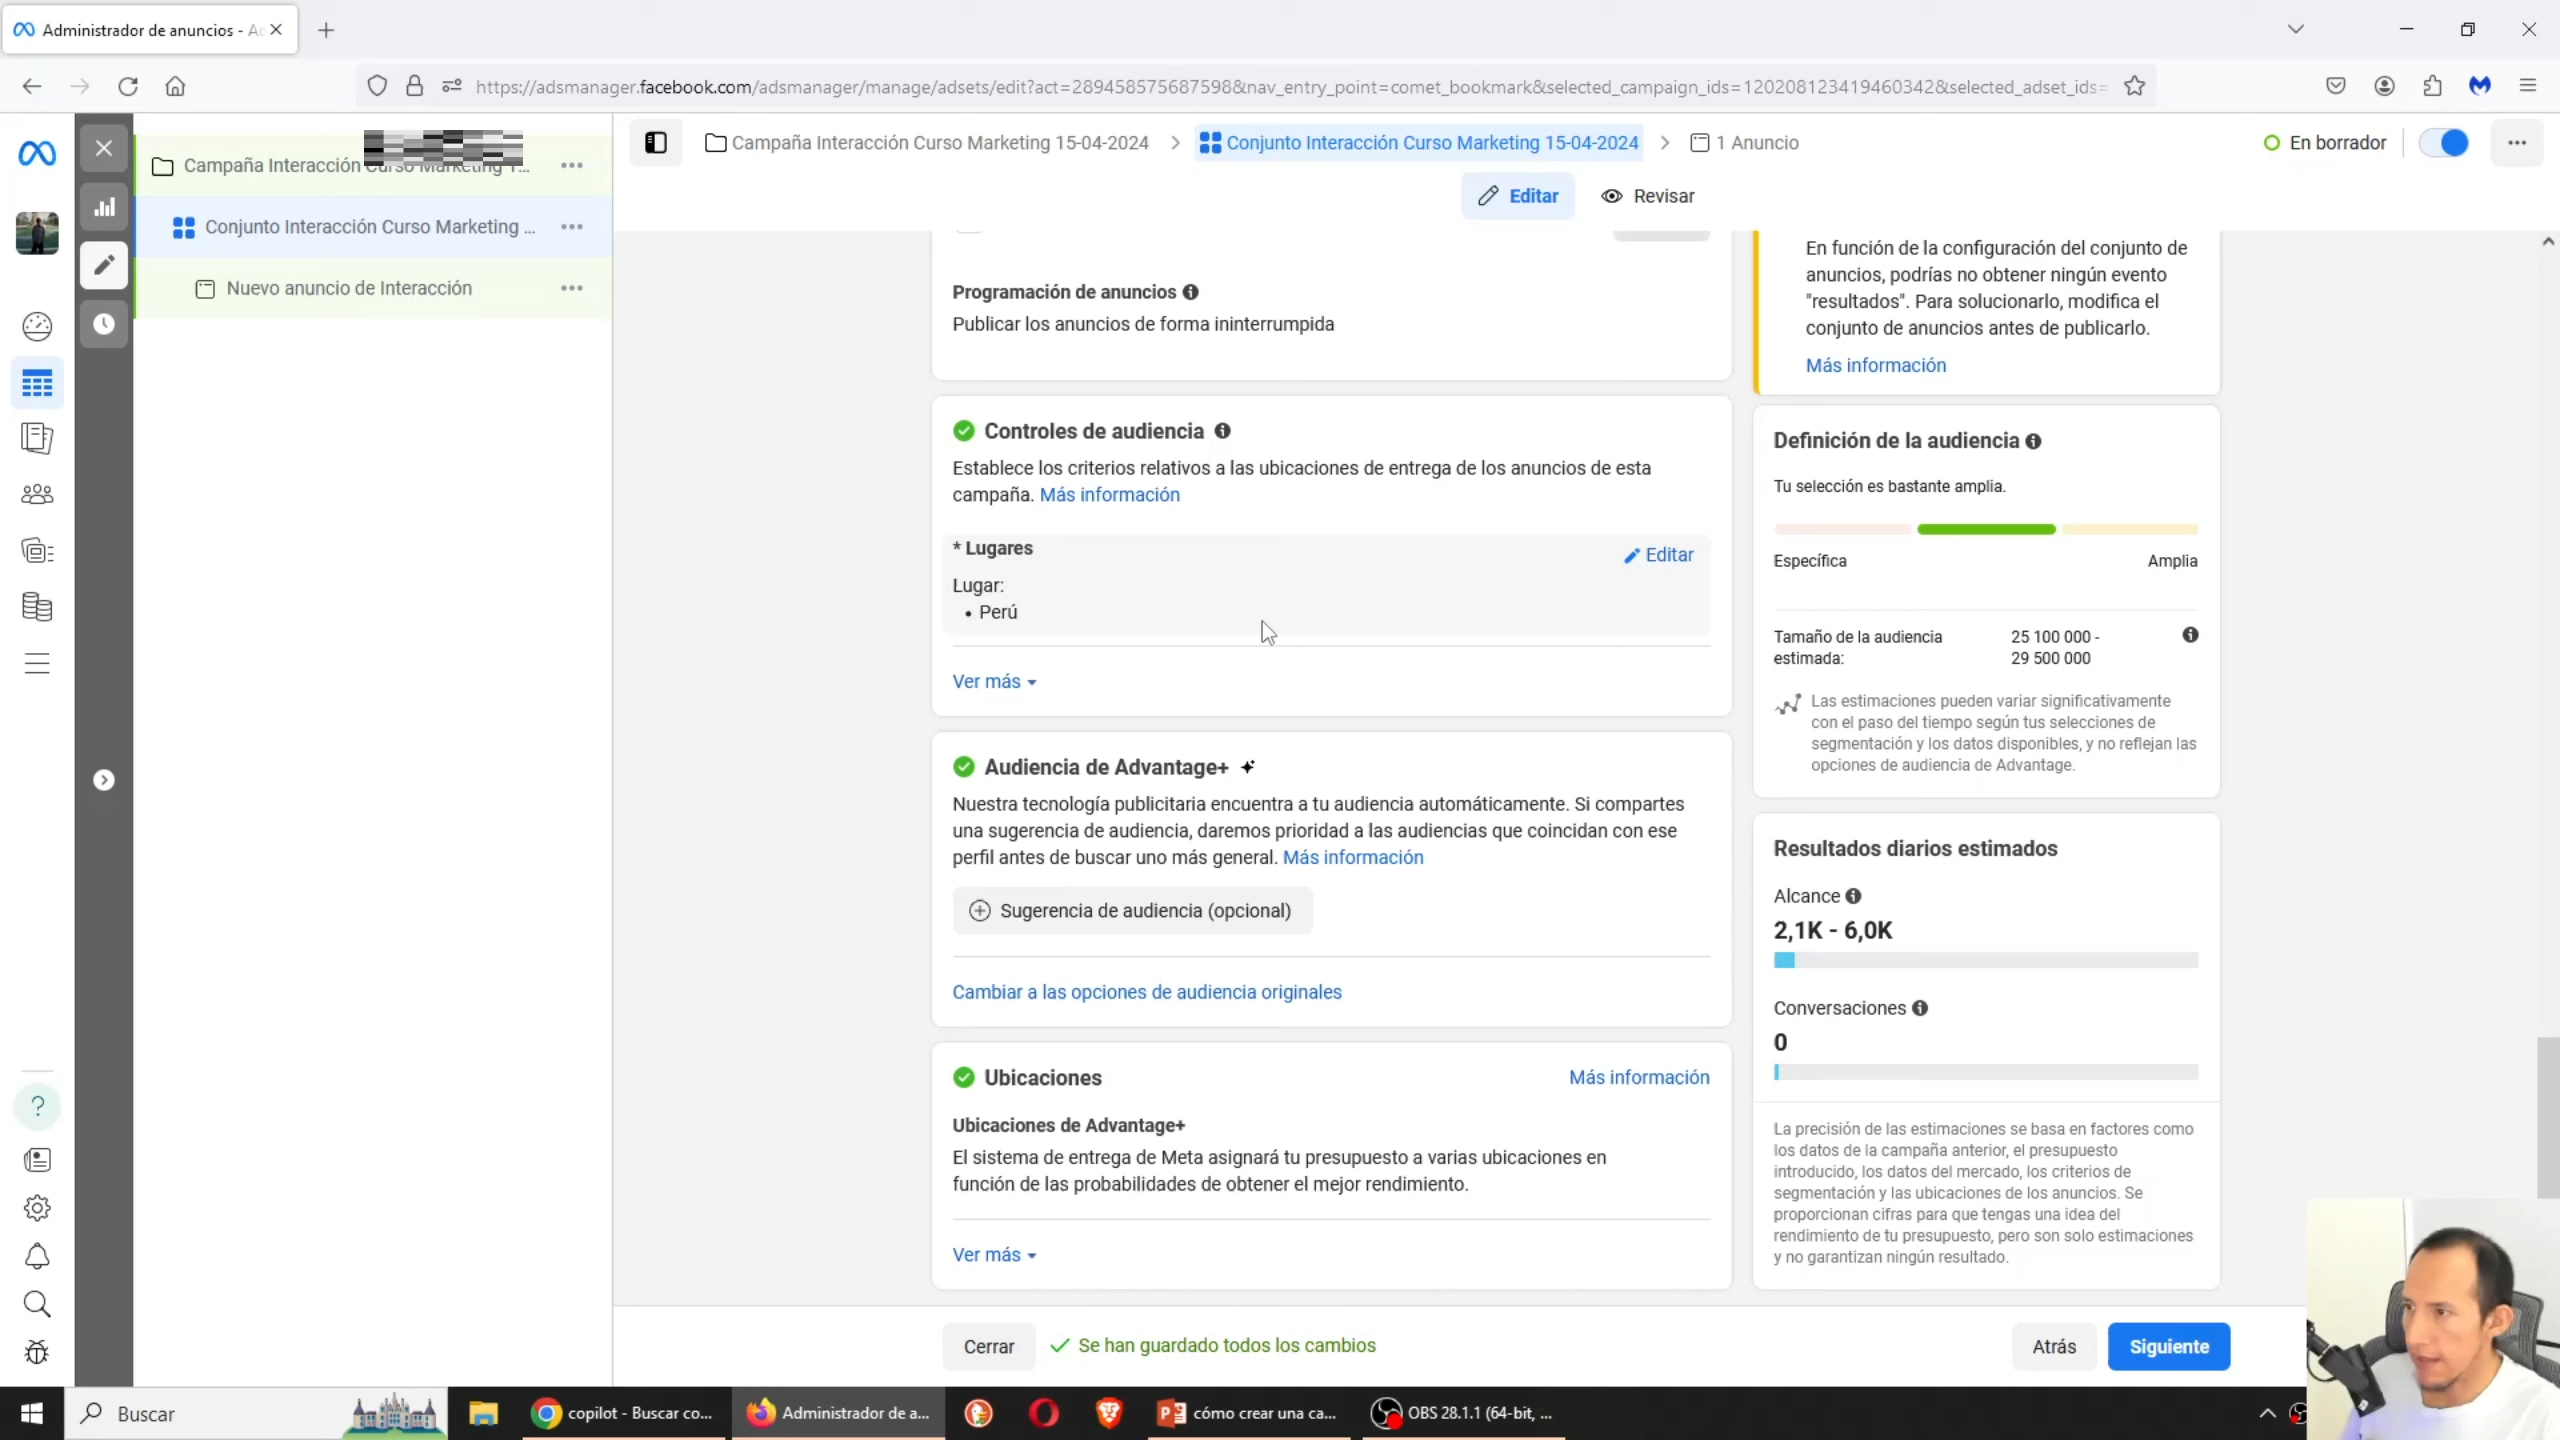 Administrador de anuncios - Ad
https://adsmanager.facebook.com/adsmanager/manage/adsets/edit?act=289458575687598&nav_entry_point=comet_bookmark&selected_campaign_ids=120208123419460342&selected_adset_ids=
Campaña Interacción Curso Marketing 1...
Conjunto Interacción Curso Marketing ...
Nuevo anuncio de Interacción
Campaña Interacción Curso Marketing 15-04-2024
Conjunto Interacción Curso Marketing 15-04-2024
1 Anuncio
En borrador
Editar
Revisar
Programación de anuncios
Publicar los anuncios de forma ininterrumpida
Controles de audiencia
Establece los criterios relativos a las ubicaciones de entrega de los anuncios de esta
campaña. Más información
* Lugares
Editar
Lugar:
• Perú
Ver más
Audiencia de Advantage+
Nuestra tecnología publicitaria encuentra a tu audiencia automáticamente. Si compartes
una sugerencia de audiencia, daremos prioridad a las audiencias que coincidan con ese
perfil antes de buscar uno más general. Más información
Sugerencia de audiencia (opcional)
Cambiar a las opciones de audiencia originales
Ubicaciones
Más información
Ubicaciones de Advantage+
El sistema de entrega de Meta asignará tu presupuesto a varias ubicaciones en
función de las probabilidades de obtener el mejor rendimiento.
Ver más
En función de la configuración del conjunto de
anuncios, podrías no obtener ningún evento
"resultados". Para solucionarlo, modifica el
conjunto de anuncios antes de publicarlo.
Más información
Definición de la audiencia
Tu selección es bastante amplia.
Específica
Amplia
Tamaño de la audiencia
estimada:
25 100 000 -
29 500 000
Las estimaciones pueden variar significativamente
con el paso del tiempo según tus selecciones de
segmentación y los datos disponibles, y no reflejan las
opciones de audiencia de Advantage.
Resultados diarios estimados
Alcance
2,1K - 6,0K
Conversaciones
0
La precisión de las estimaciones se basa en factores como
los datos de la campaña anterior, el presupuesto
introducido, los datos del mercado, los criterios de
segmentación y las ubicaciones de los anuncios. Se
proporcionan cifras para que tengas una idea del
rendimiento de tu presupuesto, pero son solo estimaciones
y no garantizan ningún resultado.
Cerrar
Se han guardado todos los cambios
Atrás
Siguiente
Buscar
copilot - Buscar co...
Administrador de a...
cómo crear una ca...
OBS 28.1.1 (64-bit, ...